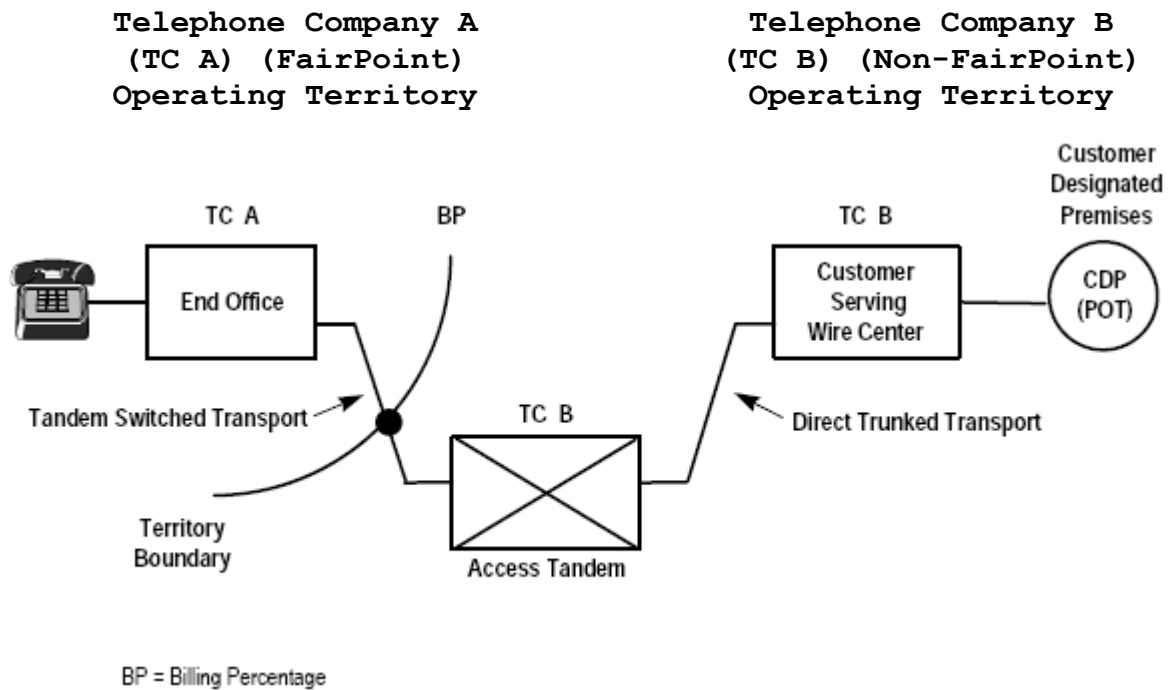 Telephone Company A
(TC A) (FairPoint)
Operating Territory
Telephone Company B
(TC B) (Non-FairPoint)
Operating Territory
Customer
Designated
Premises
TC A
BP
TC B
End Office
Customer
Serving
Wire Center
CDP
(POT)
Tandem Switched Transport
TC B
Direct Trunked Transport
Territory
Boundary
Access Tandem
BP = Billing Percentage